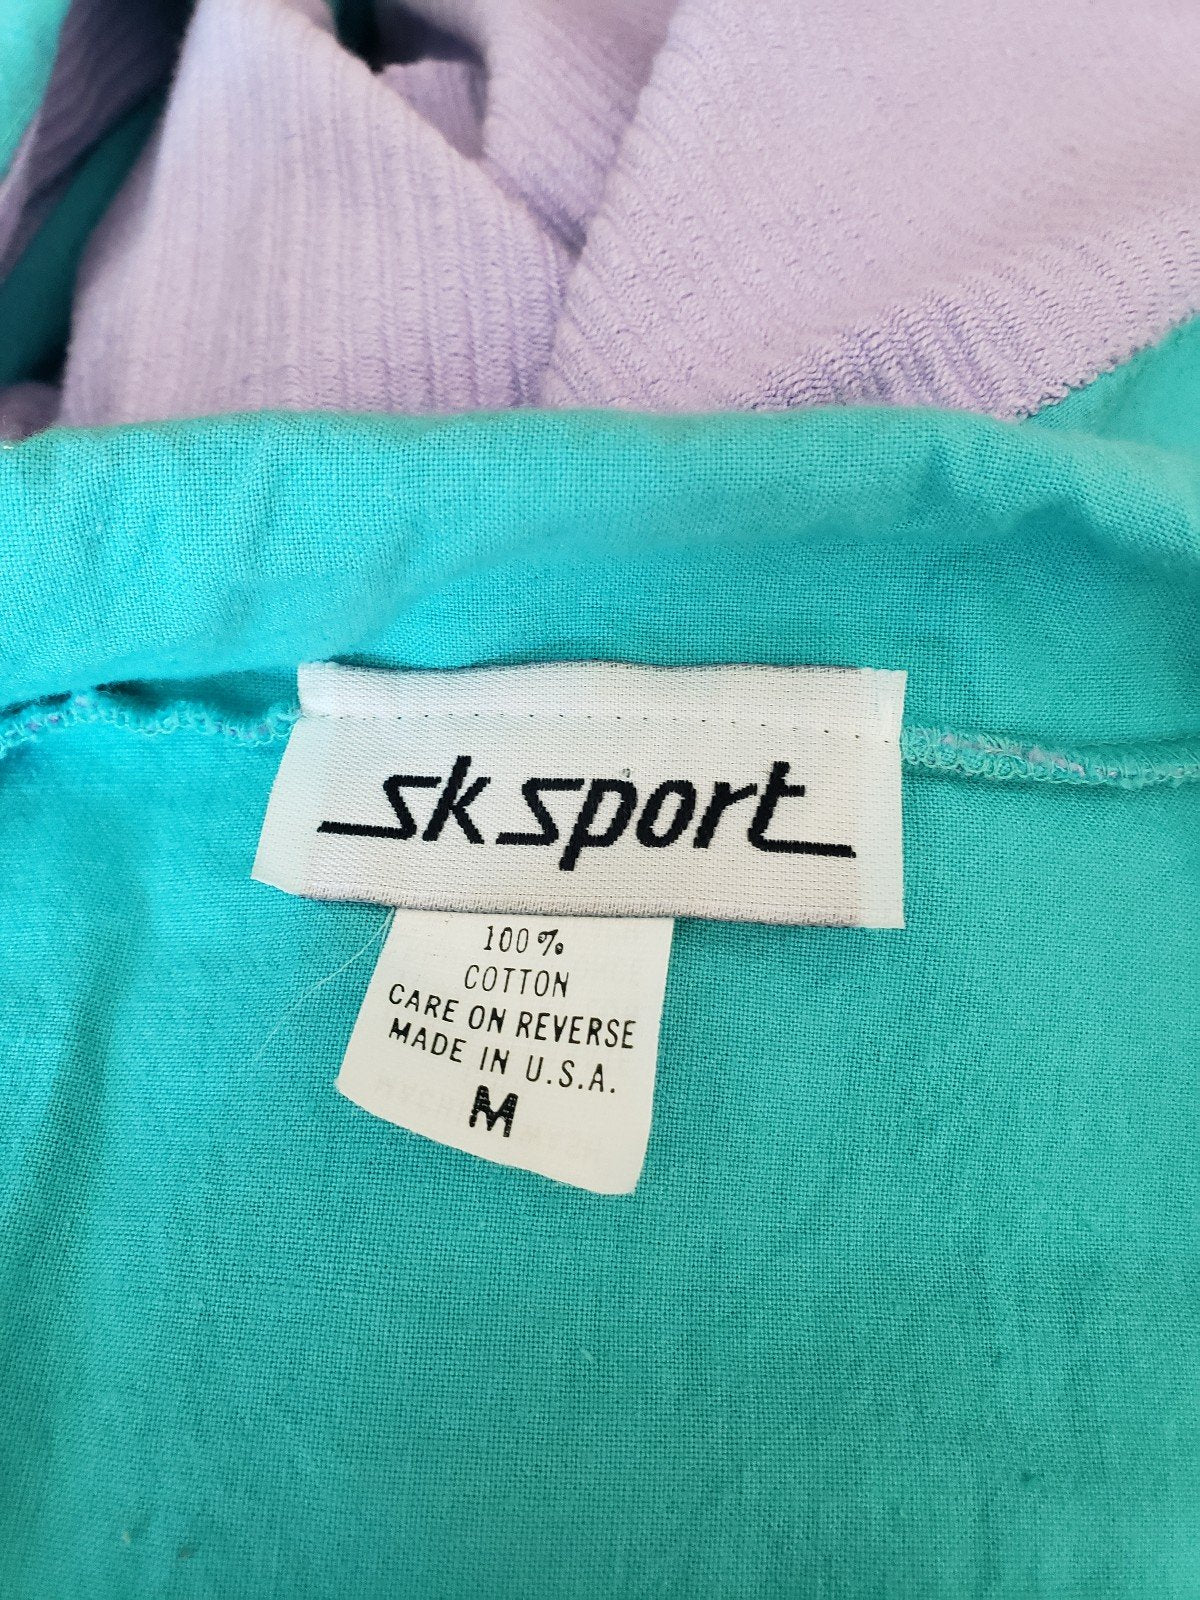 sk sport
100%
COTTON
CARE ON REVERSE
MADE IN U.S.A.
M